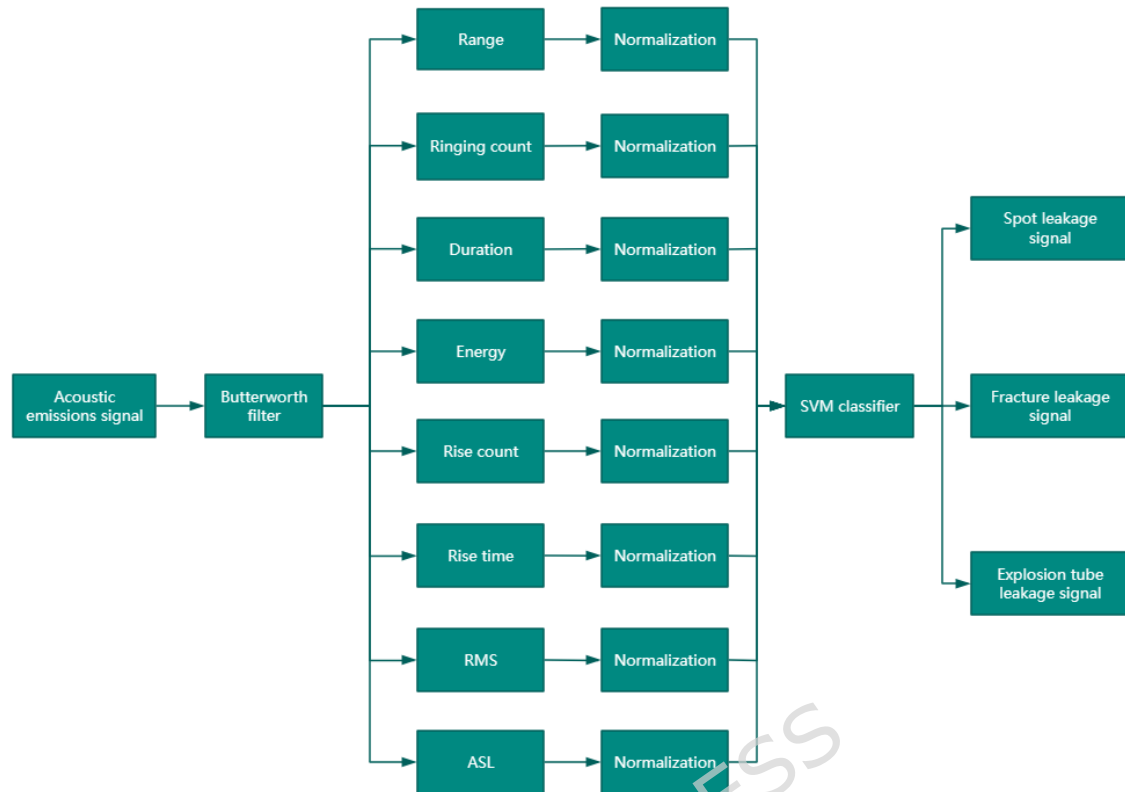 Range
Normalization
Ringing count
Normalization
Duration
Normalization
Energy
Normalization
Acoustic
emissions signal
Butterworth
filter
Rise count
Normalization
Rise time
Normalization
RMS
Normalization
ASL
Normalization
SVM classifier
Spot leakage
signal
Fracture leakage
signal
Explosion tube
leakage signal
ESS